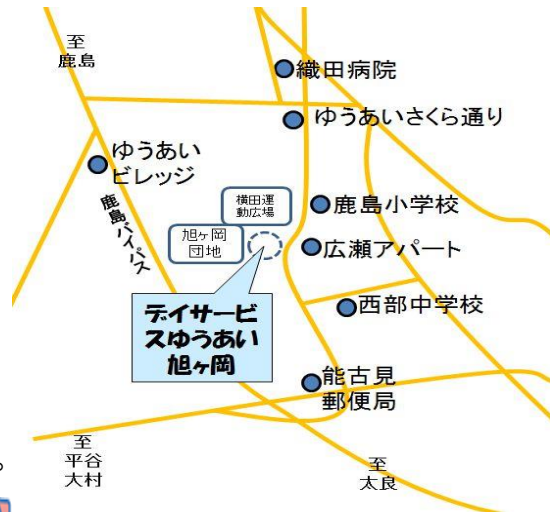 至
鹿島
織田病院
ゆうあいさくら通り
ゆうあい
ビレッジ
鹿島バイパス
横田運
動広場
鹿島小学校
旭ヶ岡
団地
広瀬アパート
デイサービ
スゆうあい
旭ヶ岡
西部中学校
能古見
郵便局
至
平谷
大村
至
太良
。